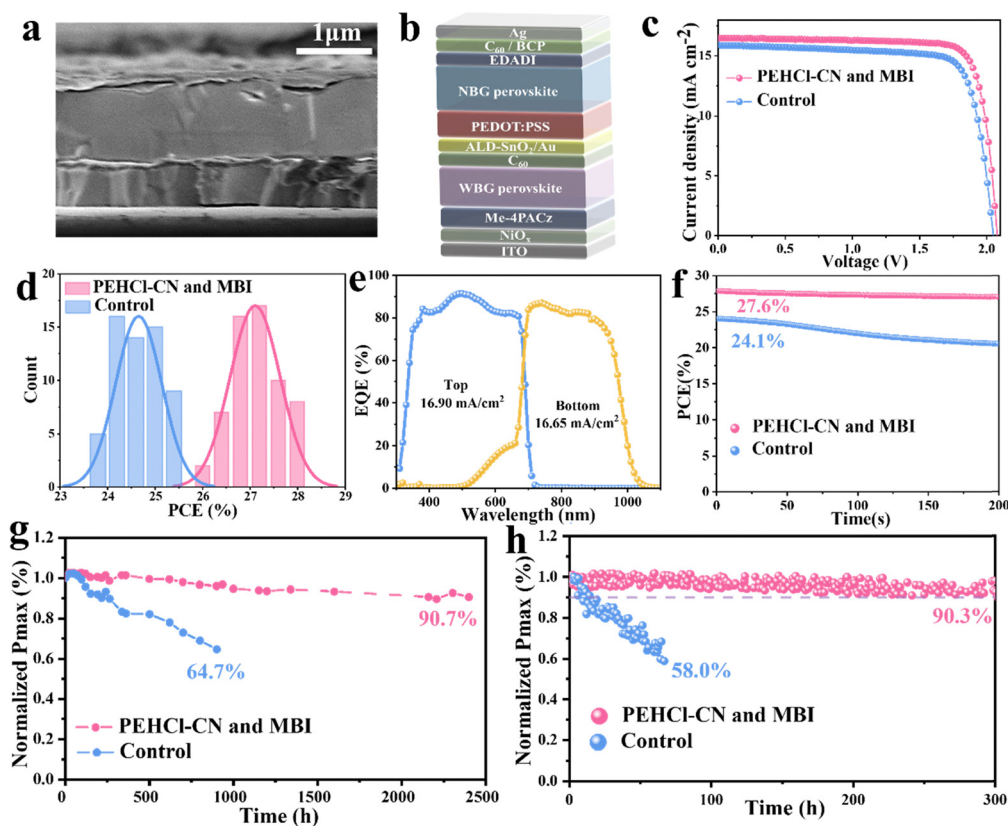 a
1μm
b
Ag
C60 / BCP
EDADI
NBG perovskite
PEDOT:PSS
ALD-SnO2/Au
C60
WBG perovskite
Me-4PACz
NiOx
ITO
c
Current density (mA cm-2)
16.5
15
10
5
0
PEHCl-CN and MBI
Control
0.0
0.5
1.0
1.5
2.0
Voltage (V)
d
Count
20
15
10
5
0
PEHCl-CN and MBI
Control
23
24
25
26
27
28
29
PCE (%)
e
EQE (%)
100
80
60
40
20
0
Top
16.90 mA/cm2
Bottom
16.65 mA/cm2
400
600
800
1000
Wavelength (nm)
f
PCE(%)
30
25
20
15
10
5
0
27.6%
24.1%
PEHCl-CN and MBI
Control
0
50
100
150
200
Time(s)
g
Normalized Pmax (%)
1.2
1.0
0.8
0.6
0.4
0.2
0.0
90.7%
64.7%
PEHCl-CN and MBI
Control
0
500
1000
1500
2000
2500
Time (h)
h
Normalized Pmax (%)
1.2
1.0
0.8
0.6
0.4
0.2
0.0
90.3%
58.0%
PEHCl-CN and MBI
Control
0
100
200
300
Time (h)